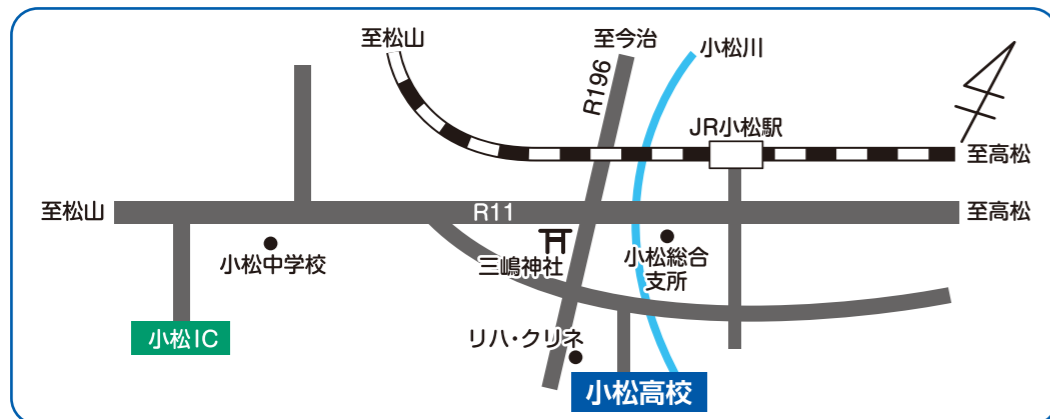 至松山
至今治
小松川
R196
JR小松駅
至高松
至松山
R11
至高松
小松中学校
三嶋神社
小松総合
支所
小松IC
リハ・クリネ
小松高校